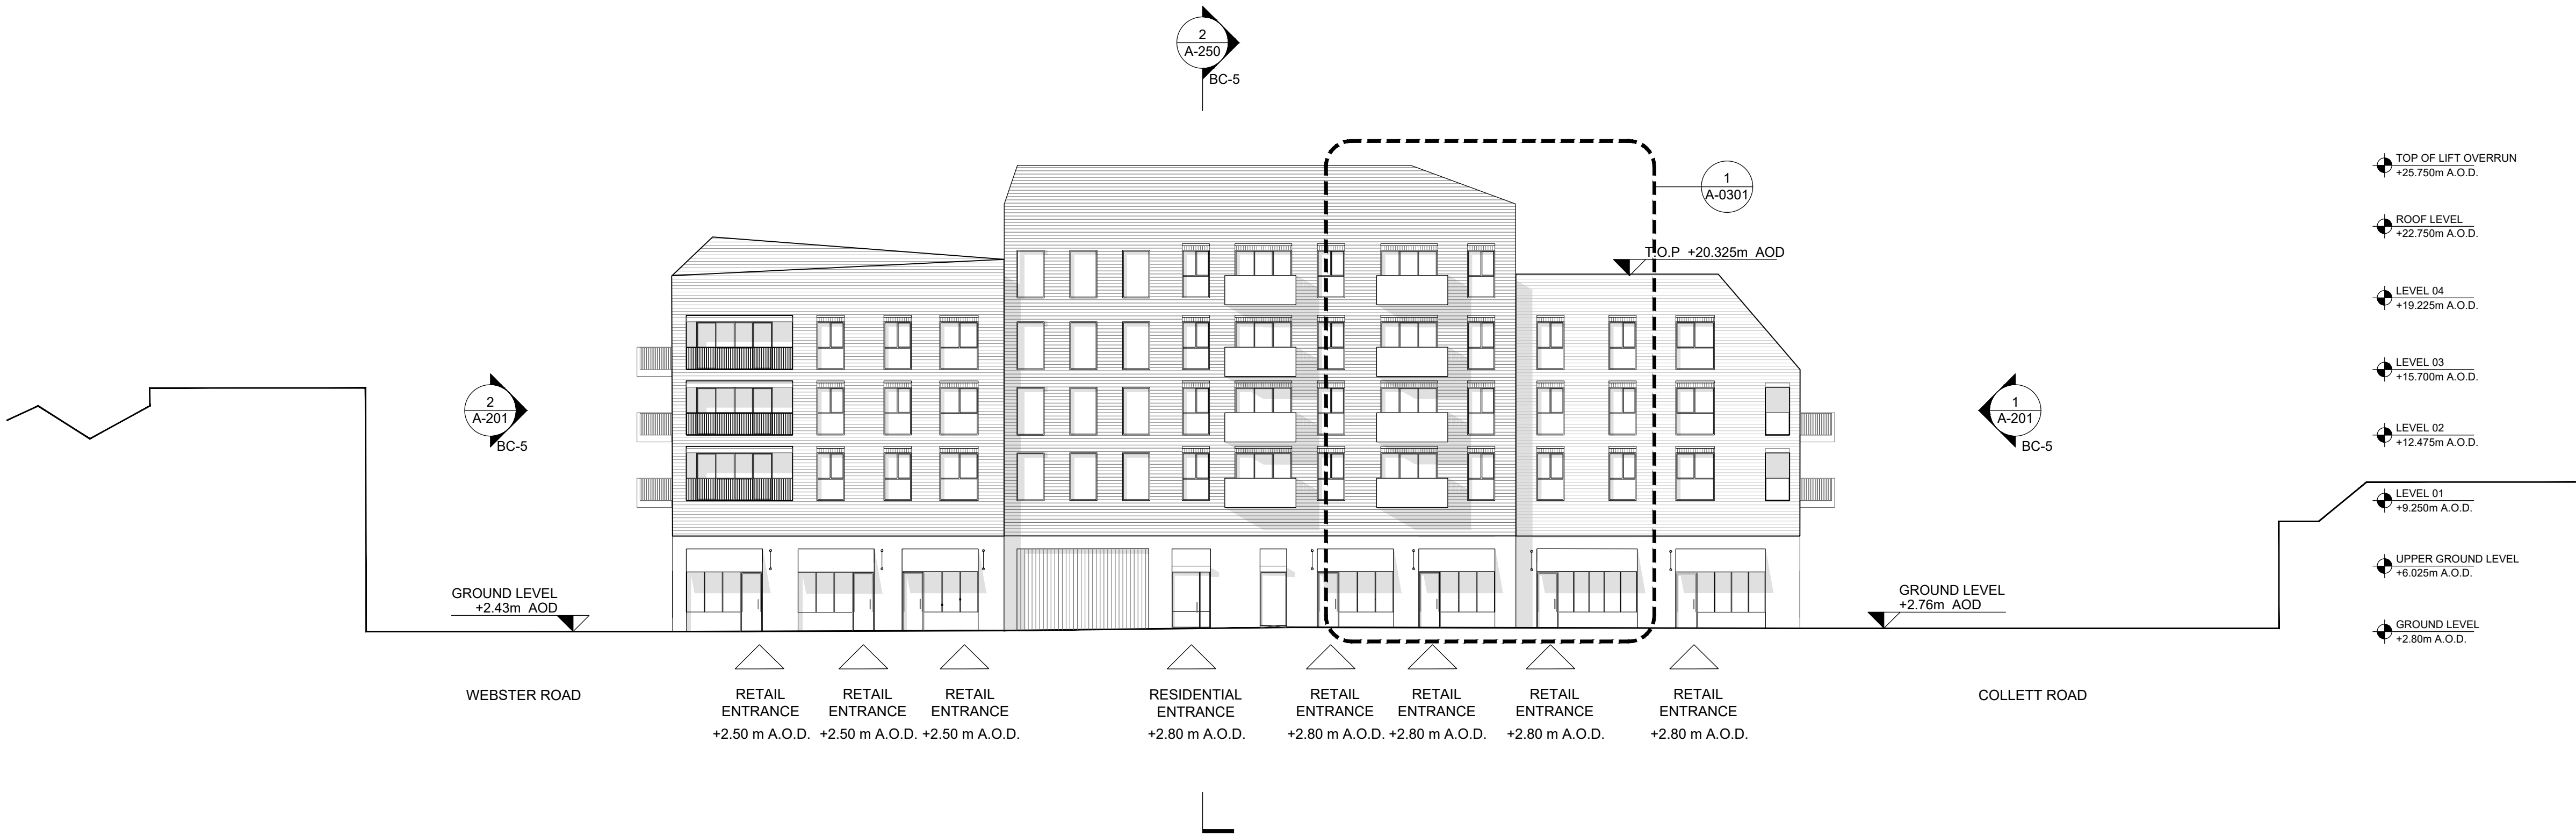 2
A-250
BC-5
1
A-0301
T.O.P +20.325m AOD
TOP OF LIFT OVERRUN
+25.750m A.O.D.
ROOF LEVEL
+22.750m A.O.D.
LEVEL 04
+19.225m A.O.D.
LEVEL 03
+15.700m A.O.D.
LEVEL 02
+12.475m A.O.D.
LEVEL 01
+9.250m A.O.D.
UPPER GROUND LEVEL
+6.025m A.O.D.
GROUND LEVEL
+2.80m A.O.D.
2
A-201
BC-5
1
A-201
BC-5
GROUND LEVEL
+2.43m AOD
GROUND LEVEL
+2.76m AOD
WEBSTER ROAD
RETAIL
ENTRANCE
+2.50 m A.O.D.
RETAIL
ENTRANCE
+2.50 m A.O.D.
RETAIL
ENTRANCE
+2.50 m A.O.D.
RESIDENTIAL
ENTRANCE
+2.80 m A.O.D.
RETAIL
ENTRANCE
+2.80 m A.O.D.
RETAIL
ENTRANCE
+2.80 m A.O.D.
RETAIL
ENTRANCE
+2.80 m A.O.D.
RETAIL
ENTRANCE
+2.80 m A.O.D.
COLLETT ROAD